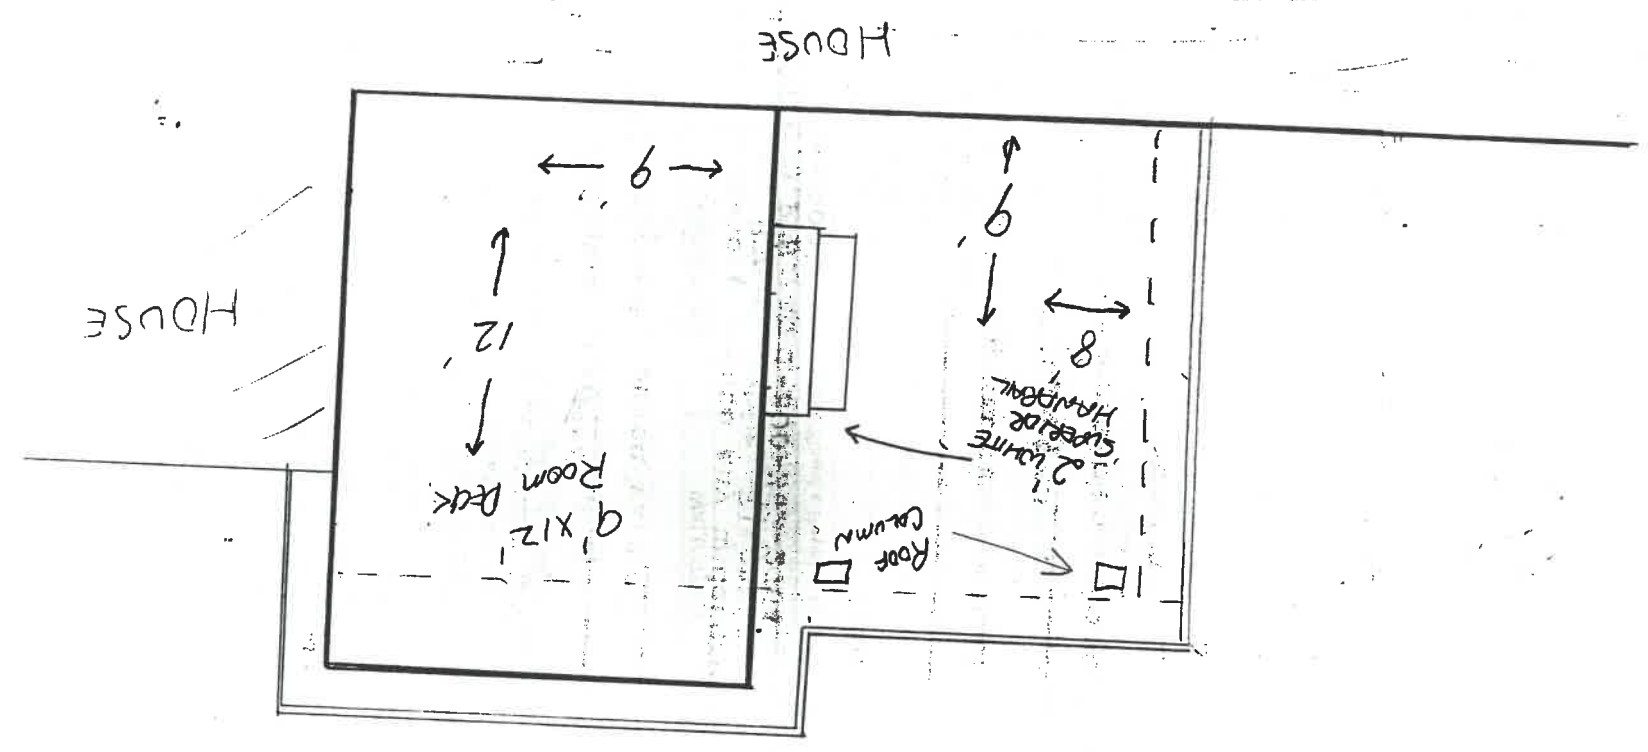 ROOF
COLUMN
9'x12'
ROOM DECK
2' WHITE
SUPERIOR
HANDRAIL
8'
12'
HOUSE
9'
9'
HOUSE